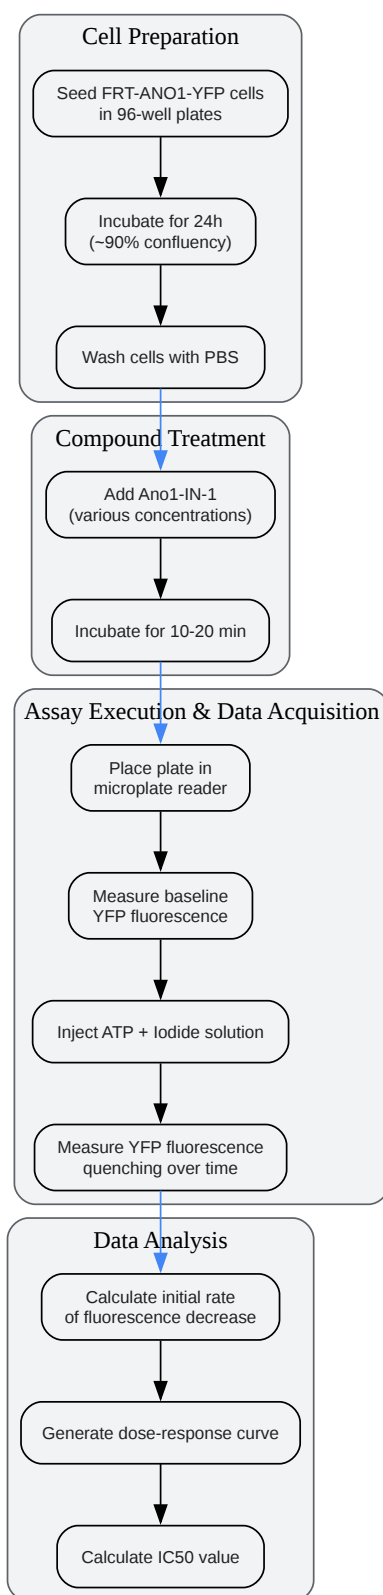 Cell Preparation
Seed FRT-ANO1-YFP cells
in 96-well plates
Incubate for 24h
(~90% confluency)
Wash cells with PBS
Compound Treatment
Add Ano1-IN-1
(various concentrations)
Incubate for 10-20 min
Assay Execution & Data Acquisition
Place plate in
microplate reader
Measure baseline
YFP fluorescence
Inject ATP + Iodide solution
Measure YFP fluorescence
quenching over time
Data Analysis
Calculate initial rate
of fluorescence decrease
Generate dose-response curve
Calculate IC50 value